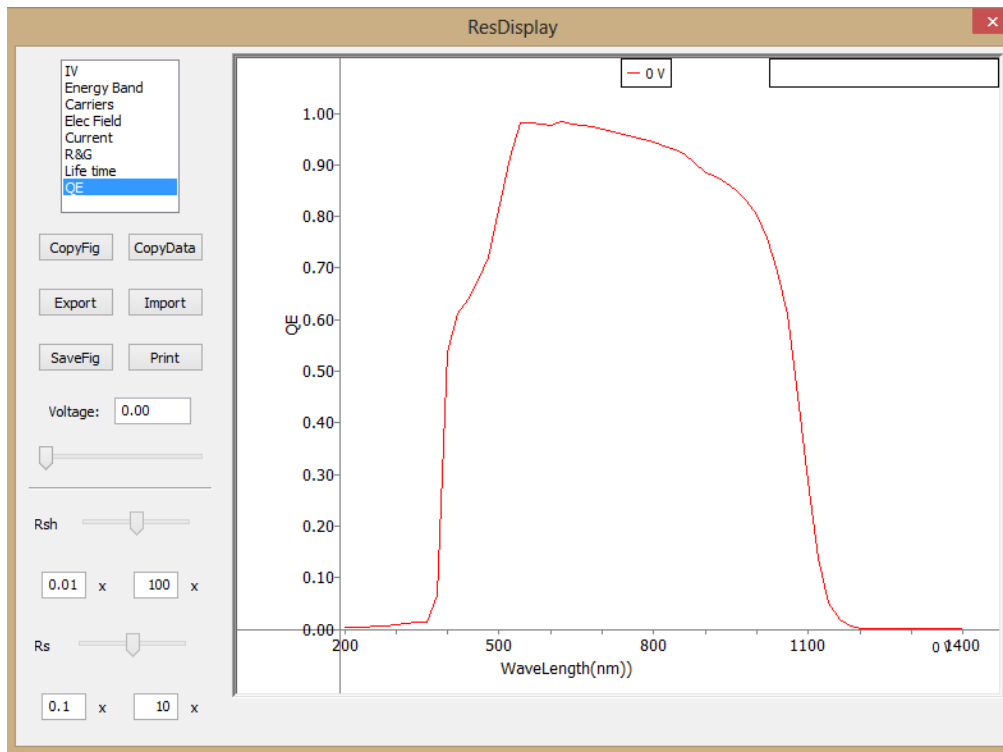 ResDisplay
IV
Energy Band
Carriers
Elec Field
Current
R&G
Life time
QE
CopyFig CopyData
Export Import
SaveFig Print
Voltage: 0.00
Rsh
0.01 x 100 x
Rs
0.1 x 10 x
0 V
1.00
0.90
0.80
0.70
0.60
0.50
0.40
0.30
0.20
0.10
0.00
QE
200 500 800 1100 1400
0 V
WaveLength(nm))